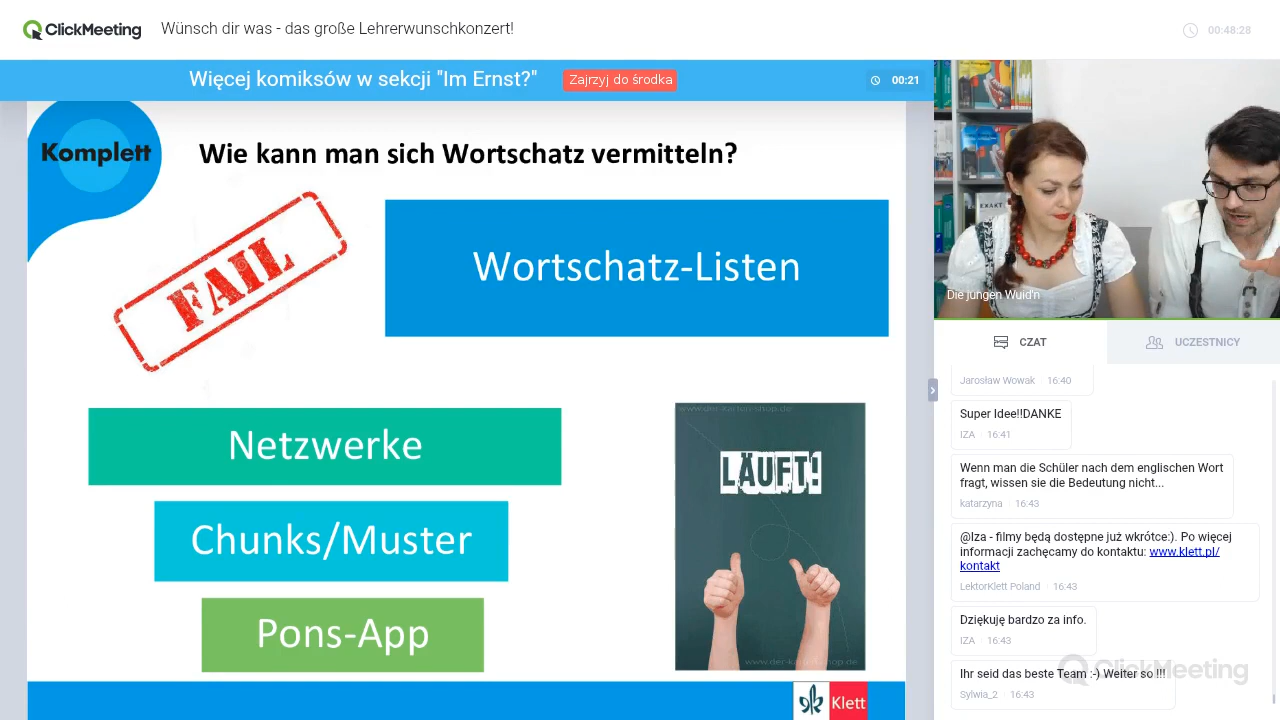 ClickMeeting
Wünsch dir was - das große Lehrerwunschkonzert!
00:48:28
Więcej komiksów w sekcji "Im Ernst?"
Zajrzyj do środka
00:21
Komplett
Wie kann man sich Wortschatz vermitteln?
FAIL
Wortschatz-Listen
Netzwerke
Chunks/Muster
Pons-App
LÄUFT!
Klett
EXAKT
Die jungen Wuid'n
CZAT
UCZESTNICY
Jarosław Wowak 16:40
Super Idee!!DANKE
IZA 16:41
Wenn man die Schüler nach dem englischen Wort
fragt, wissen sie die Bedeutung nicht...
katarzyna 16:43
@Iza - filmy będą dostępne już wkrótce:). Po więcej
informacji zachęcamy do kontaktu: www.klett.pl/
kontakt
LektorKlett Poland 16:43
Dziękuję bardzo za info.
IZA 16:43
Ihr seid das beste Team :-) Weiter so !!!
Sylwia_2 16:43
ClickMeeting